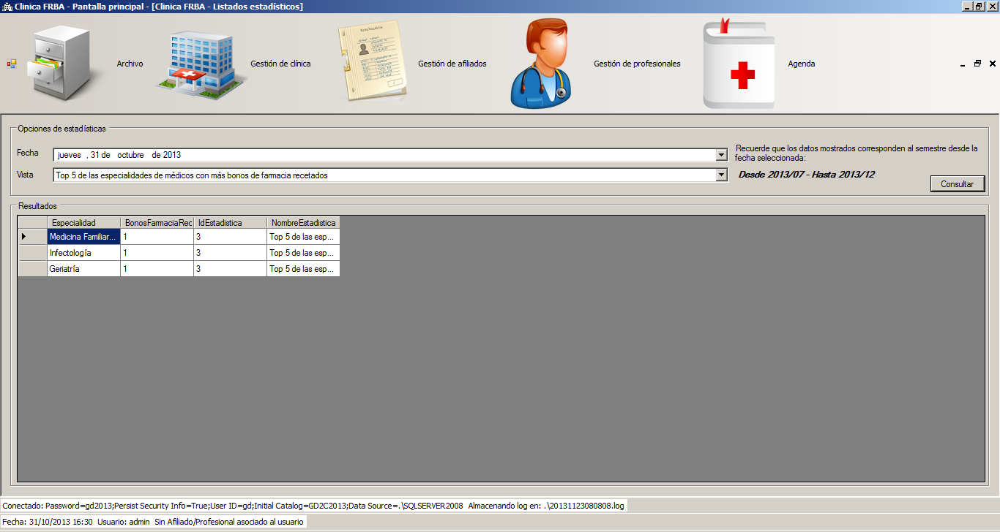 Clinica FRBA - Pantalla principal - [Clinica FRBA - Listados estadísticos]
Archivo
Gestión de clínica
Gestión de afiliados
Gestión de profesionales
Agenda
Opciones de estadísticas
Fecha
jueves , 31 de octubre de 2013
Recuerde que los datos mostrados corresponden al semestre desde la
fecha seleccionada:
Vista
Top 5 de las especialidades de médicos con más bonos de farmacia recetados
Desde 2013/07 - Hasta 2013/12
Consultar
Resultados
Especialidad BonosFarmaciaRec IdEstadistica NombreEstadistica
Medicina Familiar... 1 3 Top 5 de las esp...
Infectología 1 3 Top 5 de las esp...
Geriatría 1 3 Top 5 de las esp...
Conectado: Password=gd2013;Persist Security Info=True;User ID=gd;Initial Catalog=GD2C2013;Data Source=.\SQLSERVER2008 Almacenando log en: .\20131123080808.log
Fecha: 31/10/2013 16:30 Usuario: admin Sin Afiliado/Profesional asociado al usuario